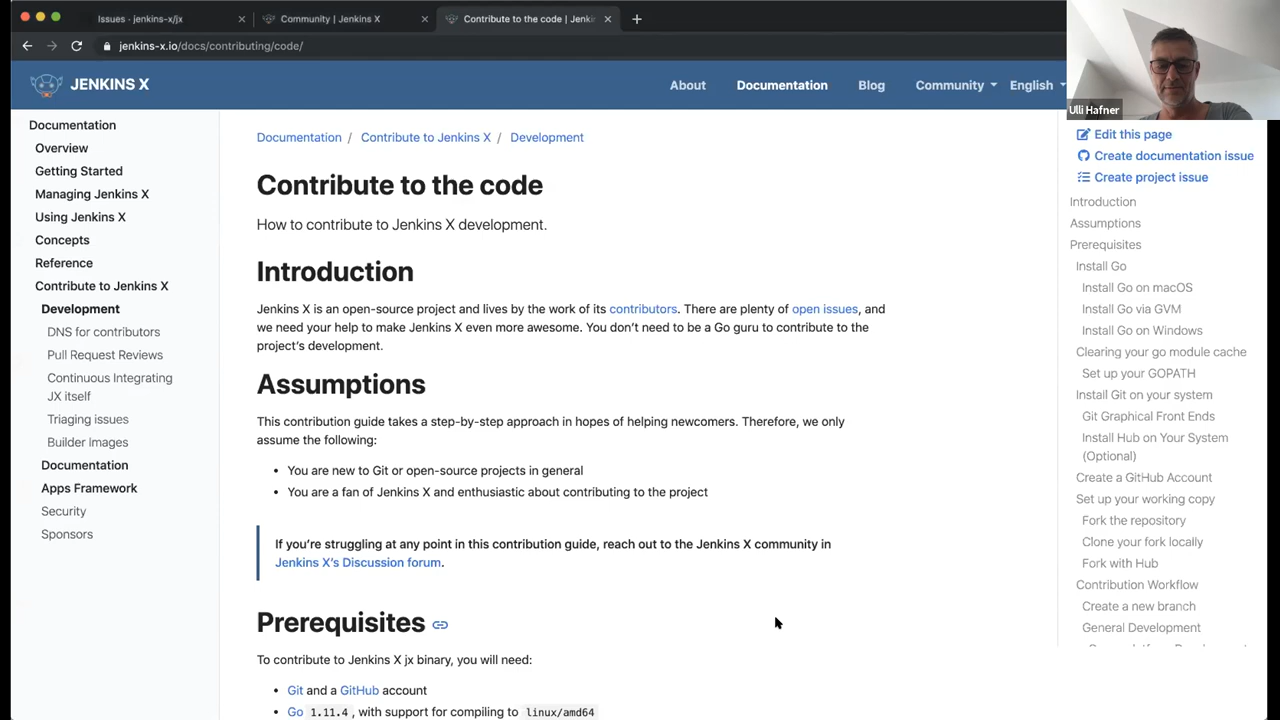 Issues · jenkins-x/jx
Community | Jenkins X
Contribute to the code | Jenki
jenkins-x.io/docs/contributing/code/
JENKINS X
About
Documentation
Blog
Community
English
Ulli Hafner
Documentation
Overview
Getting Started
Managing Jenkins X
Using Jenkins X
Concepts
Reference
Contribute to Jenkins X
Development
DNS for contributors
Pull Request Reviews
Continuous Integrating
JX itself
Triaging issues
Builder Images
Documentation
Apps Framework
Security
Sponsors
Documentation / Contribute to Jenkins X / Development
Contribute to the code
How to contribute to Jenkins X development.
Introduction
Jenkins X is an open-source project and lives by the work of its contributors. There are plenty of open issues, and
we need your help to make Jenkins X even more awesome. You don’t need to be a Go guru to contribute to the
project’s development.
Assumptions
This contribution guide takes a step-by-step approach in hopes of helping newcomers. Therefore, we only
assume the following:
• You are new to Git or open-source projects in general
• You are a fan of Jenkins X and enthusiastic about contributing to the project
If you’re struggling at any point in this contribution guide, reach out to the Jenkins X community in
Jenkins X’s Discussion forum.
Prerequisites
To contribute to Jenkins X jx binary, you will need:
• Git and a GitHub account
• Go 1.11.4, with support for compiling to linux/amd64
Edit this page
Create documentation issue
Create project issue
Introduction
Assumptions
Prerequisites
Install Go
Install Go on macOS
Install Go via GVM
Install Go on Windows
Clearing your go module cache
Set up your GOPATH
Install Git on your system
Git Graphical Front Ends
Install Hub on Your System
(Optional)
Create a GitHub Account
Set up your working copy
Fork the repository
Clone your fork locally
Fork with Hub
Contribution Workflow
Create a new branch
General Development